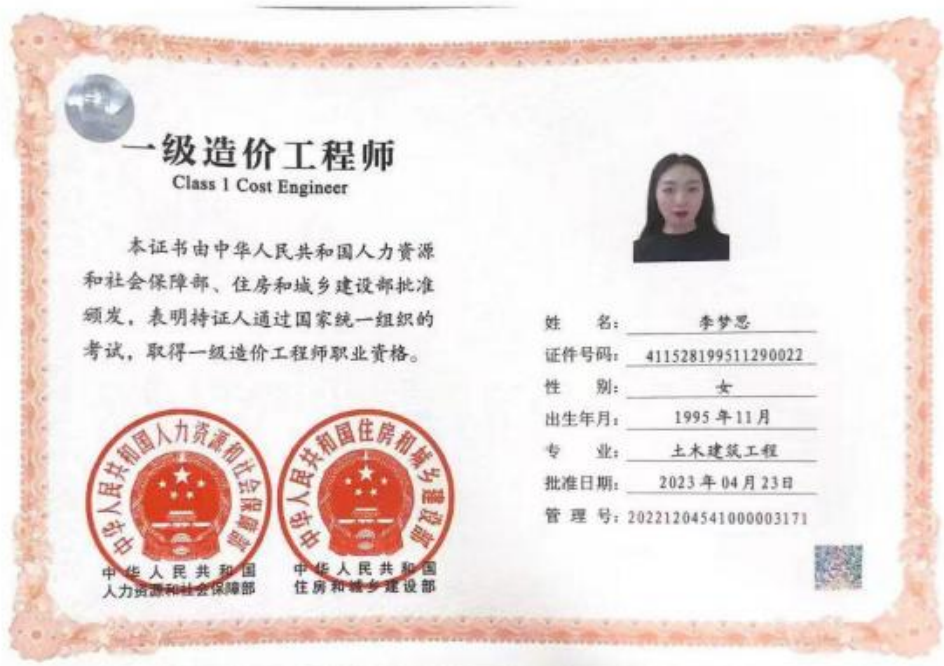 一级造价工程师
Class 1 Cost Engineer
本证书由中华人民共和国人力资源
和社会保障部、住房和城乡建设部批准
颁发，表明持证人通过国家统一组织的
考试，取得一级造价工程师职业资格。
中华人民共和国人力资源和社会保障部
中华人民共和国住房和城乡建设部
中华人民共和国
人力资源和社会保障部
中华人民共和国
住房和城乡建设部
姓 名： 李梦思
证件号码： 411528199511290022
性 别： 女
出生年月： 1995年11月
专 业： 土木建筑工程
批准日期： 2023年04月23日
管 理 号： 20221204541000003171